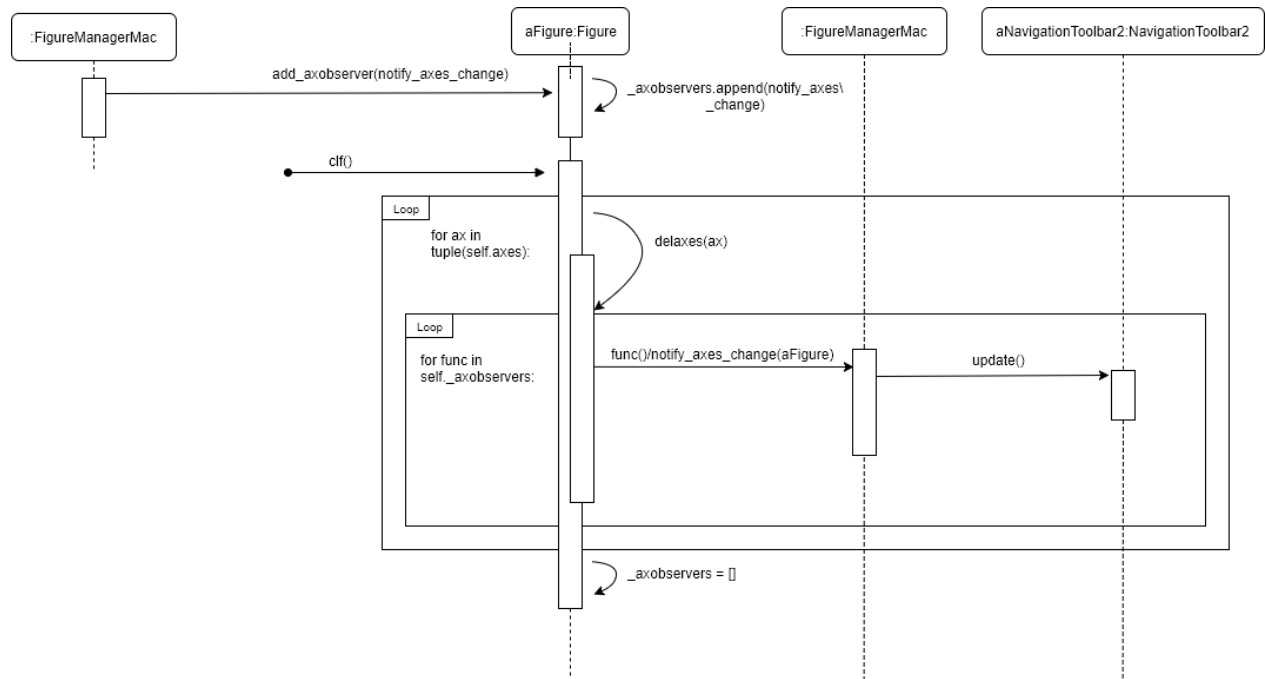 :FigureManagerMac
aFigure:Figure
:FigureManagerMac
aNavigationToolbar2:NavigationToolbar2
add_axobserver(notify_axes_change)
_axobservers.append(notify_axes\
_change)
clf()
Loop
for ax in
tuple(self.axes):
delaxes(ax)
Loop
for func in
self._axobservers:
func()/notify_axes_change(aFigure)
update()
_axobservers = []